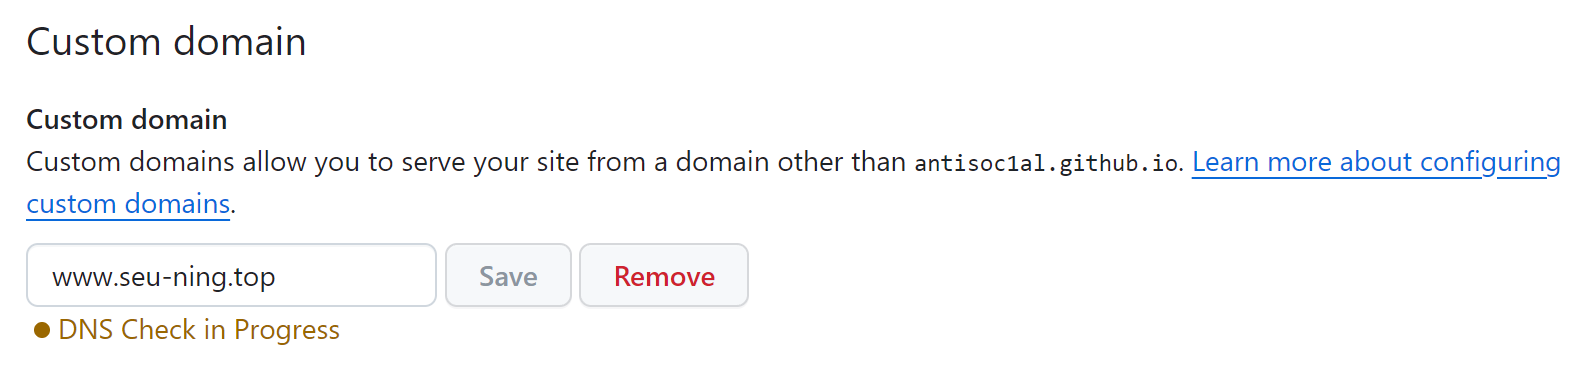 Custom domain
Custom domain
Custom domains allow you to serve your site from a domain other than antisoc1al.github.io. Learn more about configuring
custom domains.
www.seu-ning.top Save Remove
DNS Check in Progress